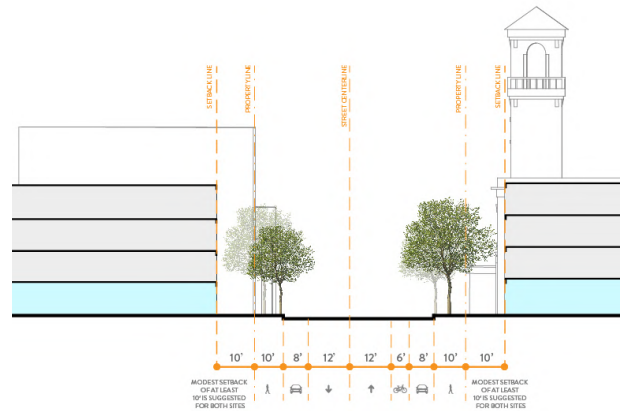 SETBACK LINE
PROPERTY LINE
STREET CENTERLINE
PROPERTY LINE
SETBACK LINE
10' 10' 8' 12' 12' 6' 8' 10' 10'
MODEST SETBACK
OF AT LEAST
10' IS SUGGESTED
FOR BOTH SITES
MODEST SETBACK
OF AT LEAST
10' IS SUGGESTED
FOR BOTH SITES